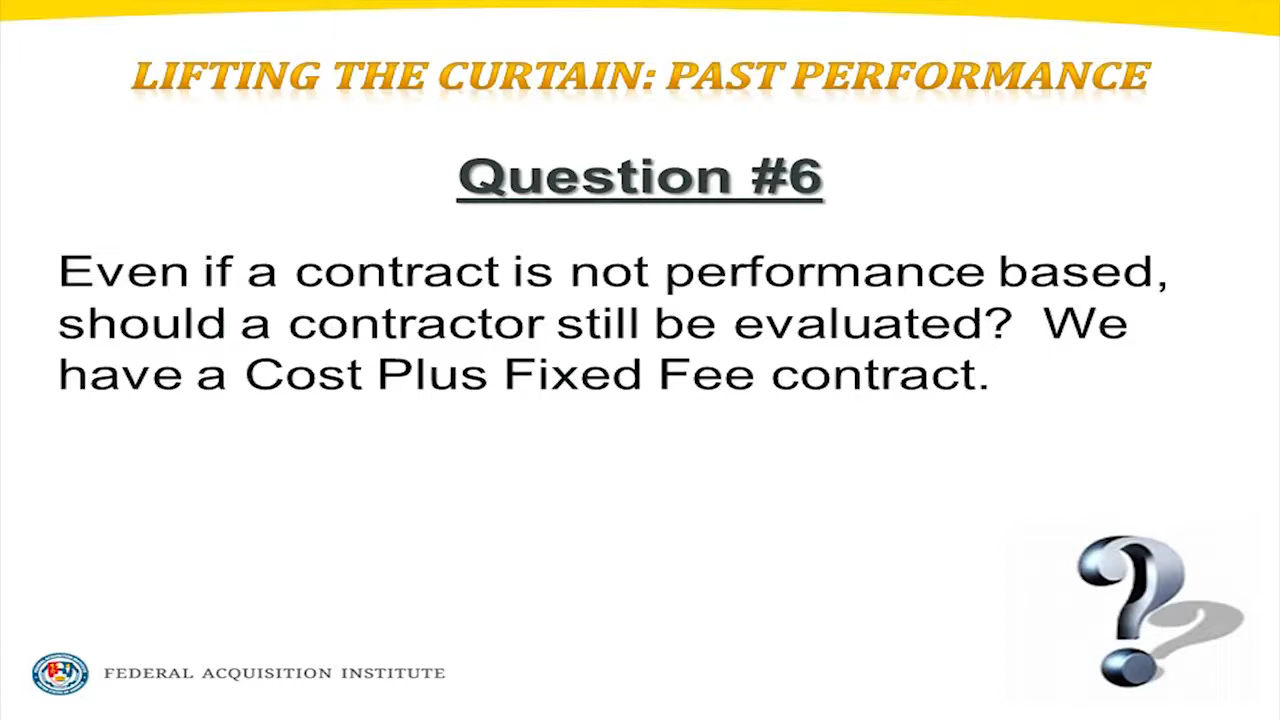 LIFTING THE CURTAIN: PAST PERFORMANCE
Question #6
Even if a contract is not performance based,
should a contractor still be evaluated?  We
have a Cost Plus Fixed Fee contract.
FEDERAL ACQUISITION INSTITUTE